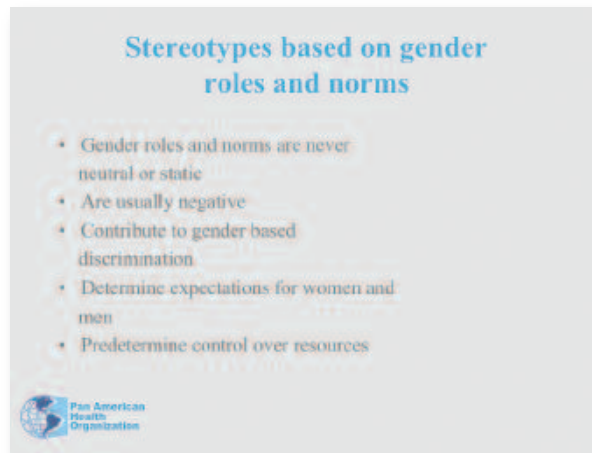 Stereotypes based on gender
roles and norms
• Gender roles and norms are never
neutral or static
• Are usually negative
• Contribute to gender based
discrimination
• Determine expectations for women and
men
• Predetermine control over resources
Pan American
Health
Organization